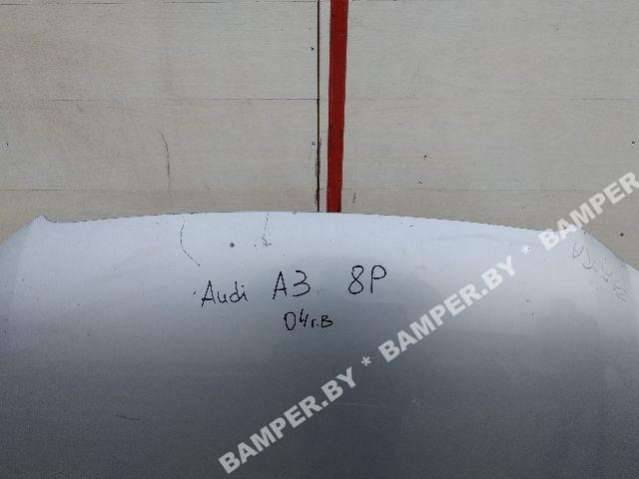 Audi A3 8P
04г.в
BAMPER.BY * BAMPER.BY * BAMPER